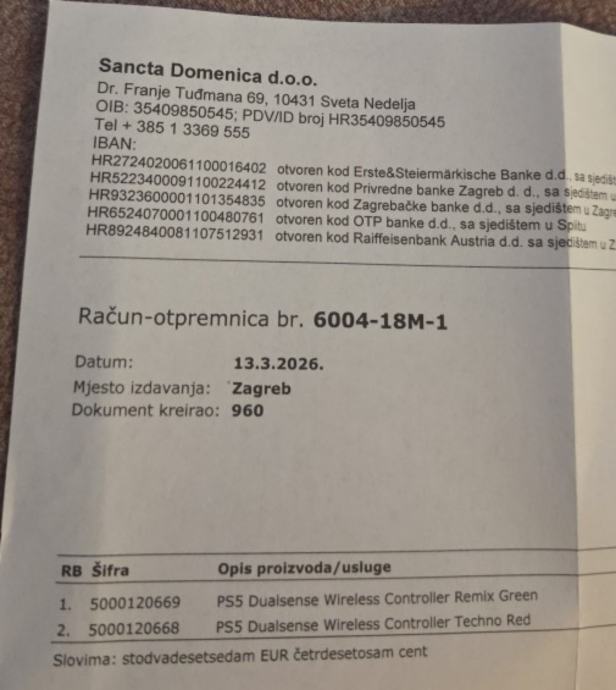 Sancta Domenica d.o.o.
Dr. Franje Tuđmana 69, 10431 Sveta Nedelja
OIB: 35409850545; PDV/ID broj HR35409850545
Tel + 385 1 3369 555
IBAN:
HR2724020061100016402 otvoren kod Erste&Steiermärkische Banke d.d., sa
HR5223400091100224412 otvoren kod Privredne banke Zagreb d. d., sa sjedištem
HR9323600001101354835 otvoren kod Zagrebačke banke d.d., sa sjedištem u
HR6524070001100480761 otvoren kod OTP banke d.d., sa sjedištem u Splitu
HR8924840081107512931 otvoren kod Raiffeisenbank Austria d.d. sa sjedištem u
Račun-otpremnica br. 6004-18M-1
Datum: 13.3.2026.
Mjesto izdavanja: Zagreb
Dokument kreirao: 960
RB Šifra Opis proizvoda/usluge
1. 5000120669 PS5 Dualsense Wireless Controller Remix Green
2. 5000120668 PS5 Dualsense Wireless Controller Techno Red
Slovima: stodvadesetsedam EUR četrdesetosam cent